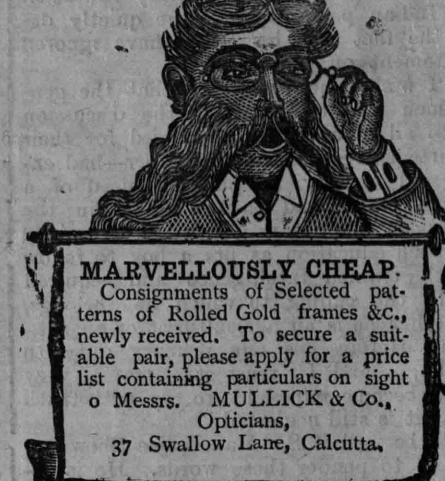 MARVELLOUSLY CHEAP.
Consignments of Selected pat-
terns of Rolled Gold frames &c.,
newly received. To secure a suit-
able pair, please apply for a price
list containing particulars on sight
o Messrs. MULLICK & Co.,
Opticians,
37 Swallow Lane, Calcutta.